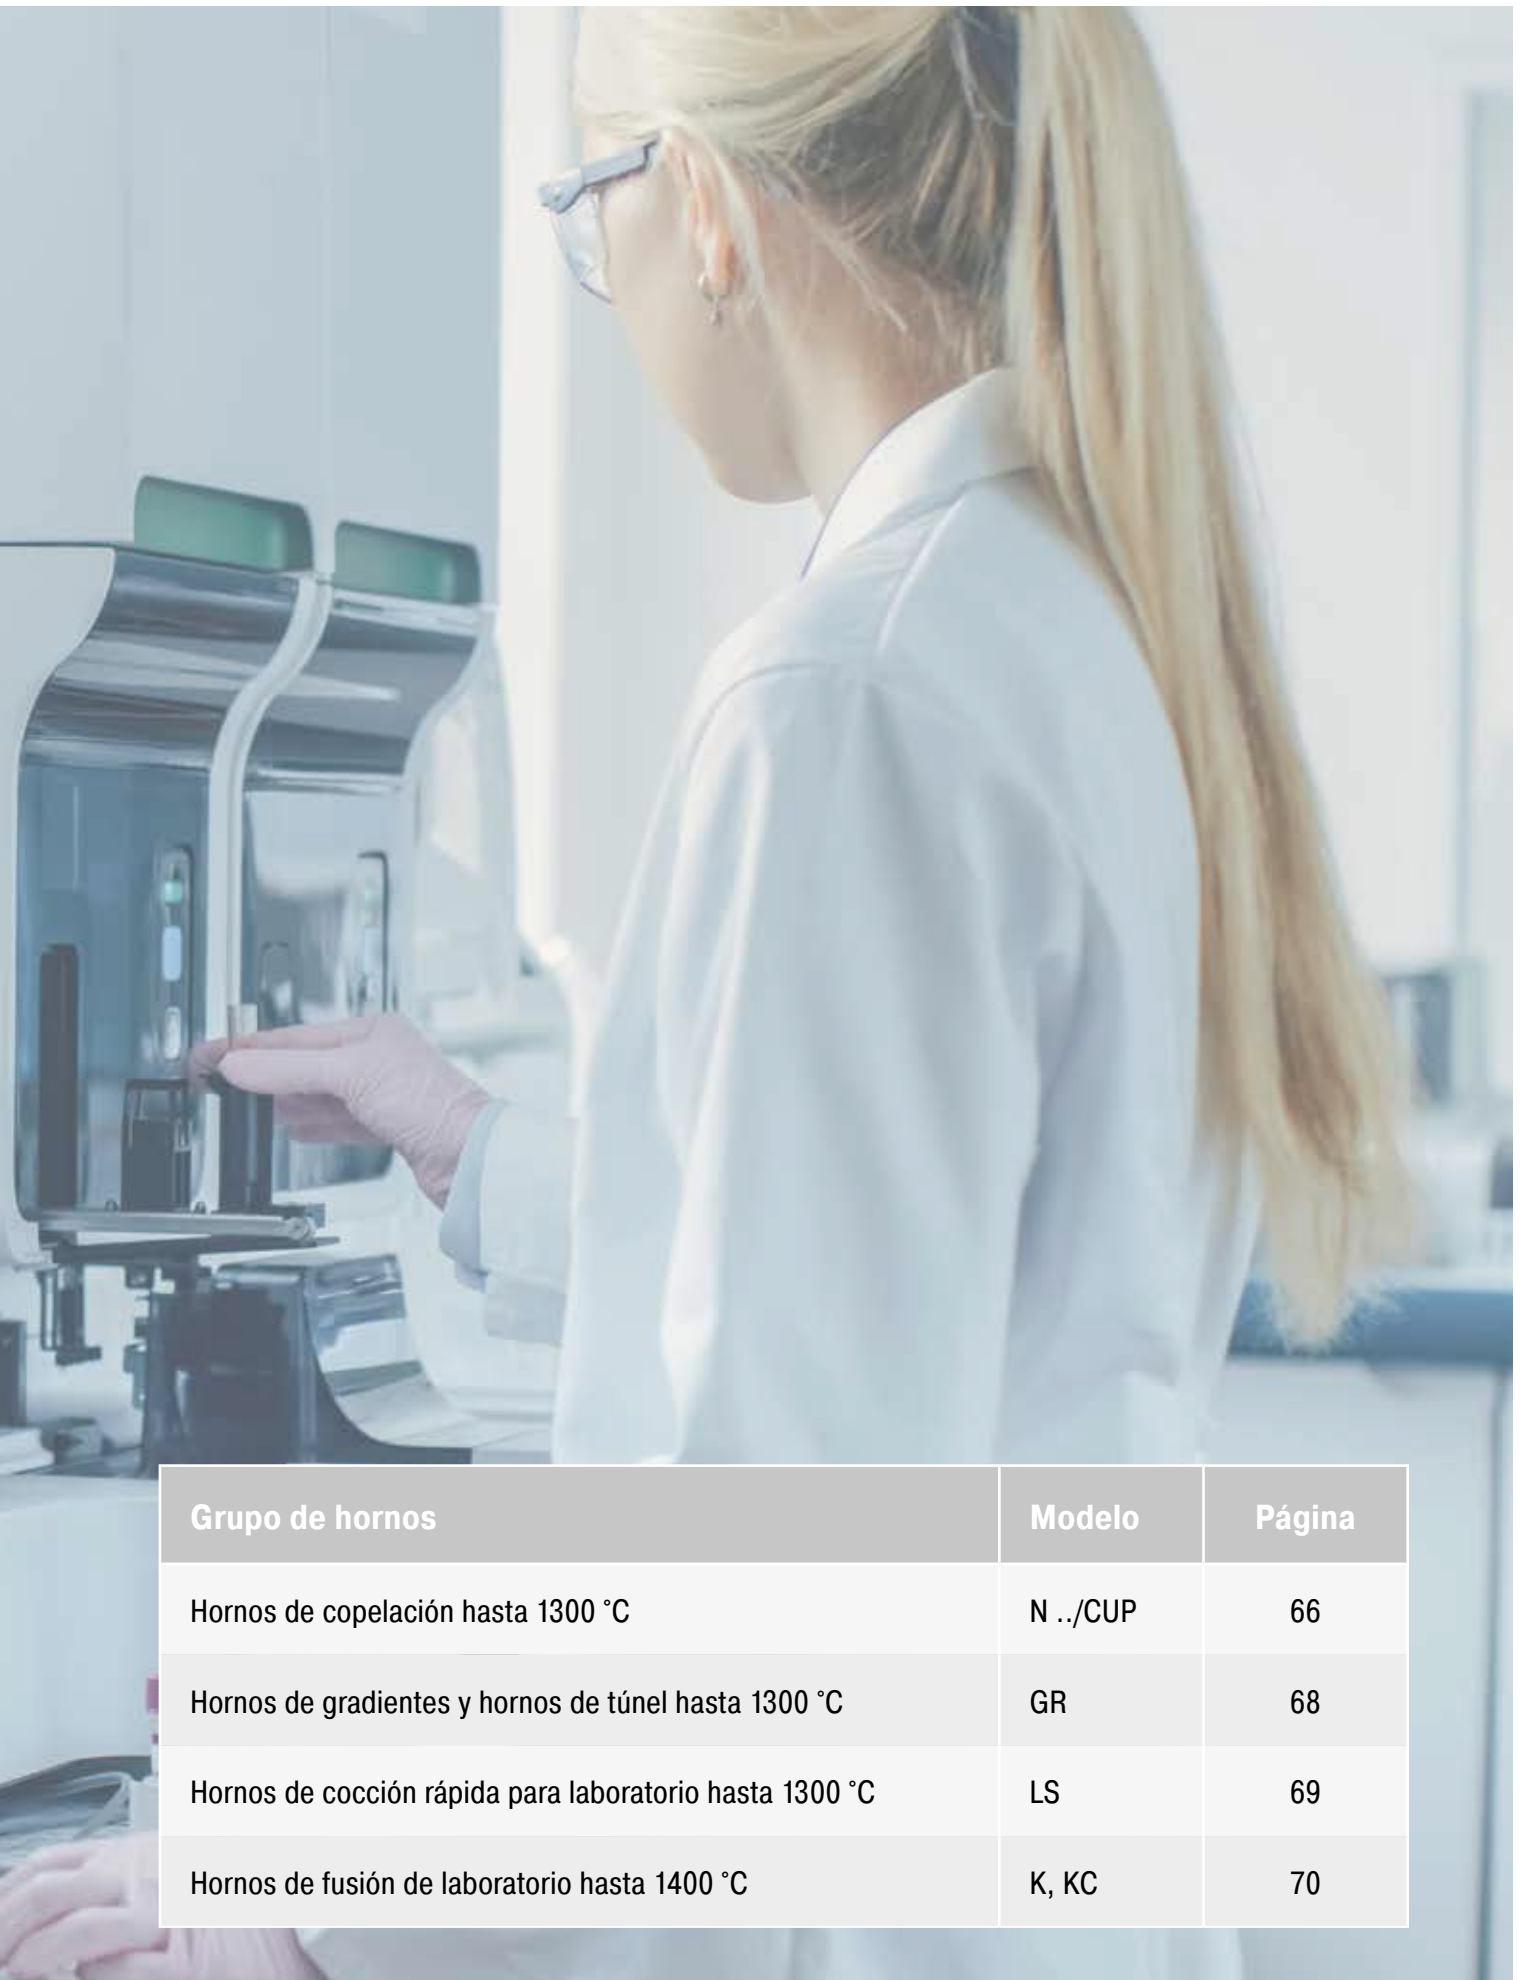 Grupo de hornos Modelo Página
Hornos de copelación hasta 1300 °C N ../CUP 66
Hornos de gradientes y hornos de túnel hasta 1300 °C GR 68
Hornos de cocción rápida para laboratorio hasta 1300 °C LS 69
Hornos de fusión de laboratorio hasta 1400 °C K, KC 70